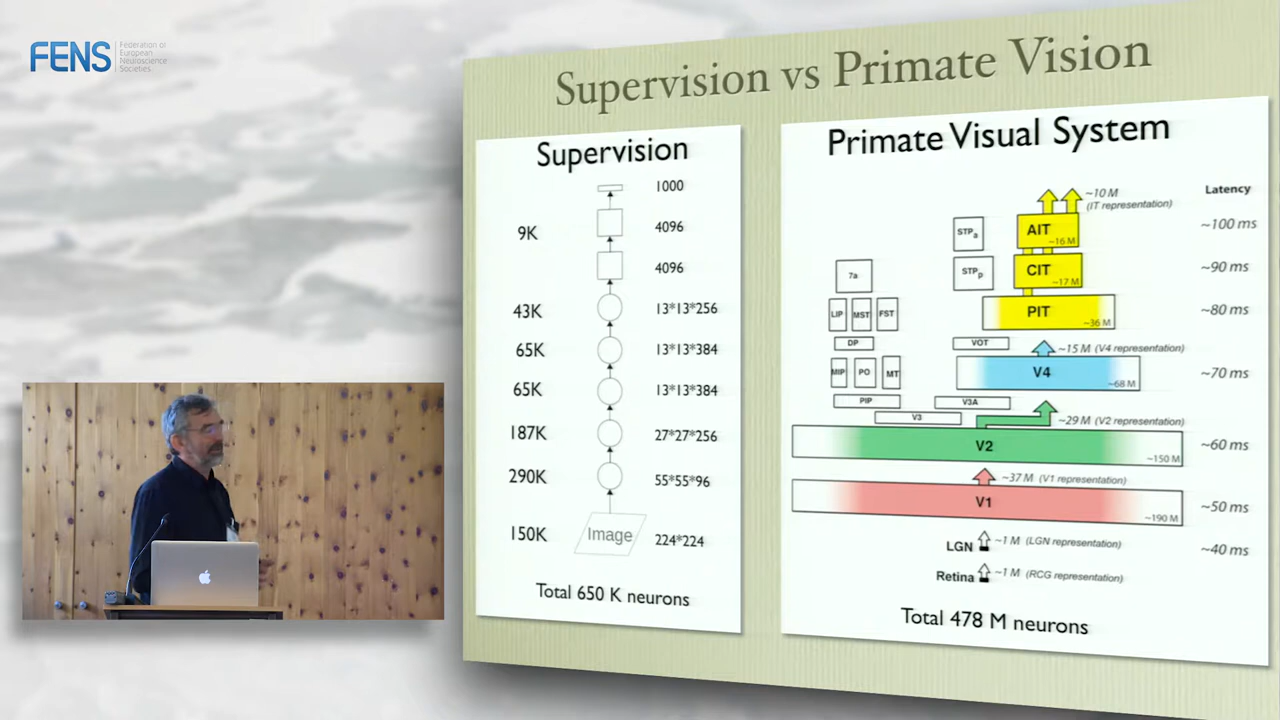 FENS
Federation of
European
Neuroscience
Societies
Supervision vs Primate Vision
Supervision
1000
9K
4096
4096
43K
13*13*256
65K
13*13*384
65K
13*13*384
187K
27*27*256
290K
55*55*96
150K
Image
224*224
Total 650 K neurons
Primate Visual System
~10 M
(IT representation)
Latency
STPa
AIT
~16 M
~100 ms
7a
STPp
CIT
~17 M
~90 ms
LIP
MST
FST
PIT
~36 M
~80 ms
DP
VOT
~15 M (V4 representation)
MIP
PO
MT
V4
~68 M
~70 ms
PIP
V3A
V3
~29 M (V2 representation)
V2
~150 M
~60 ms
~37 M (V1 representation)
V1
~190 M
~50 ms
LGN
~1 M (LGN representation)
~40 ms
Retina
~1 M (RCG representation)
Total 478 M neurons